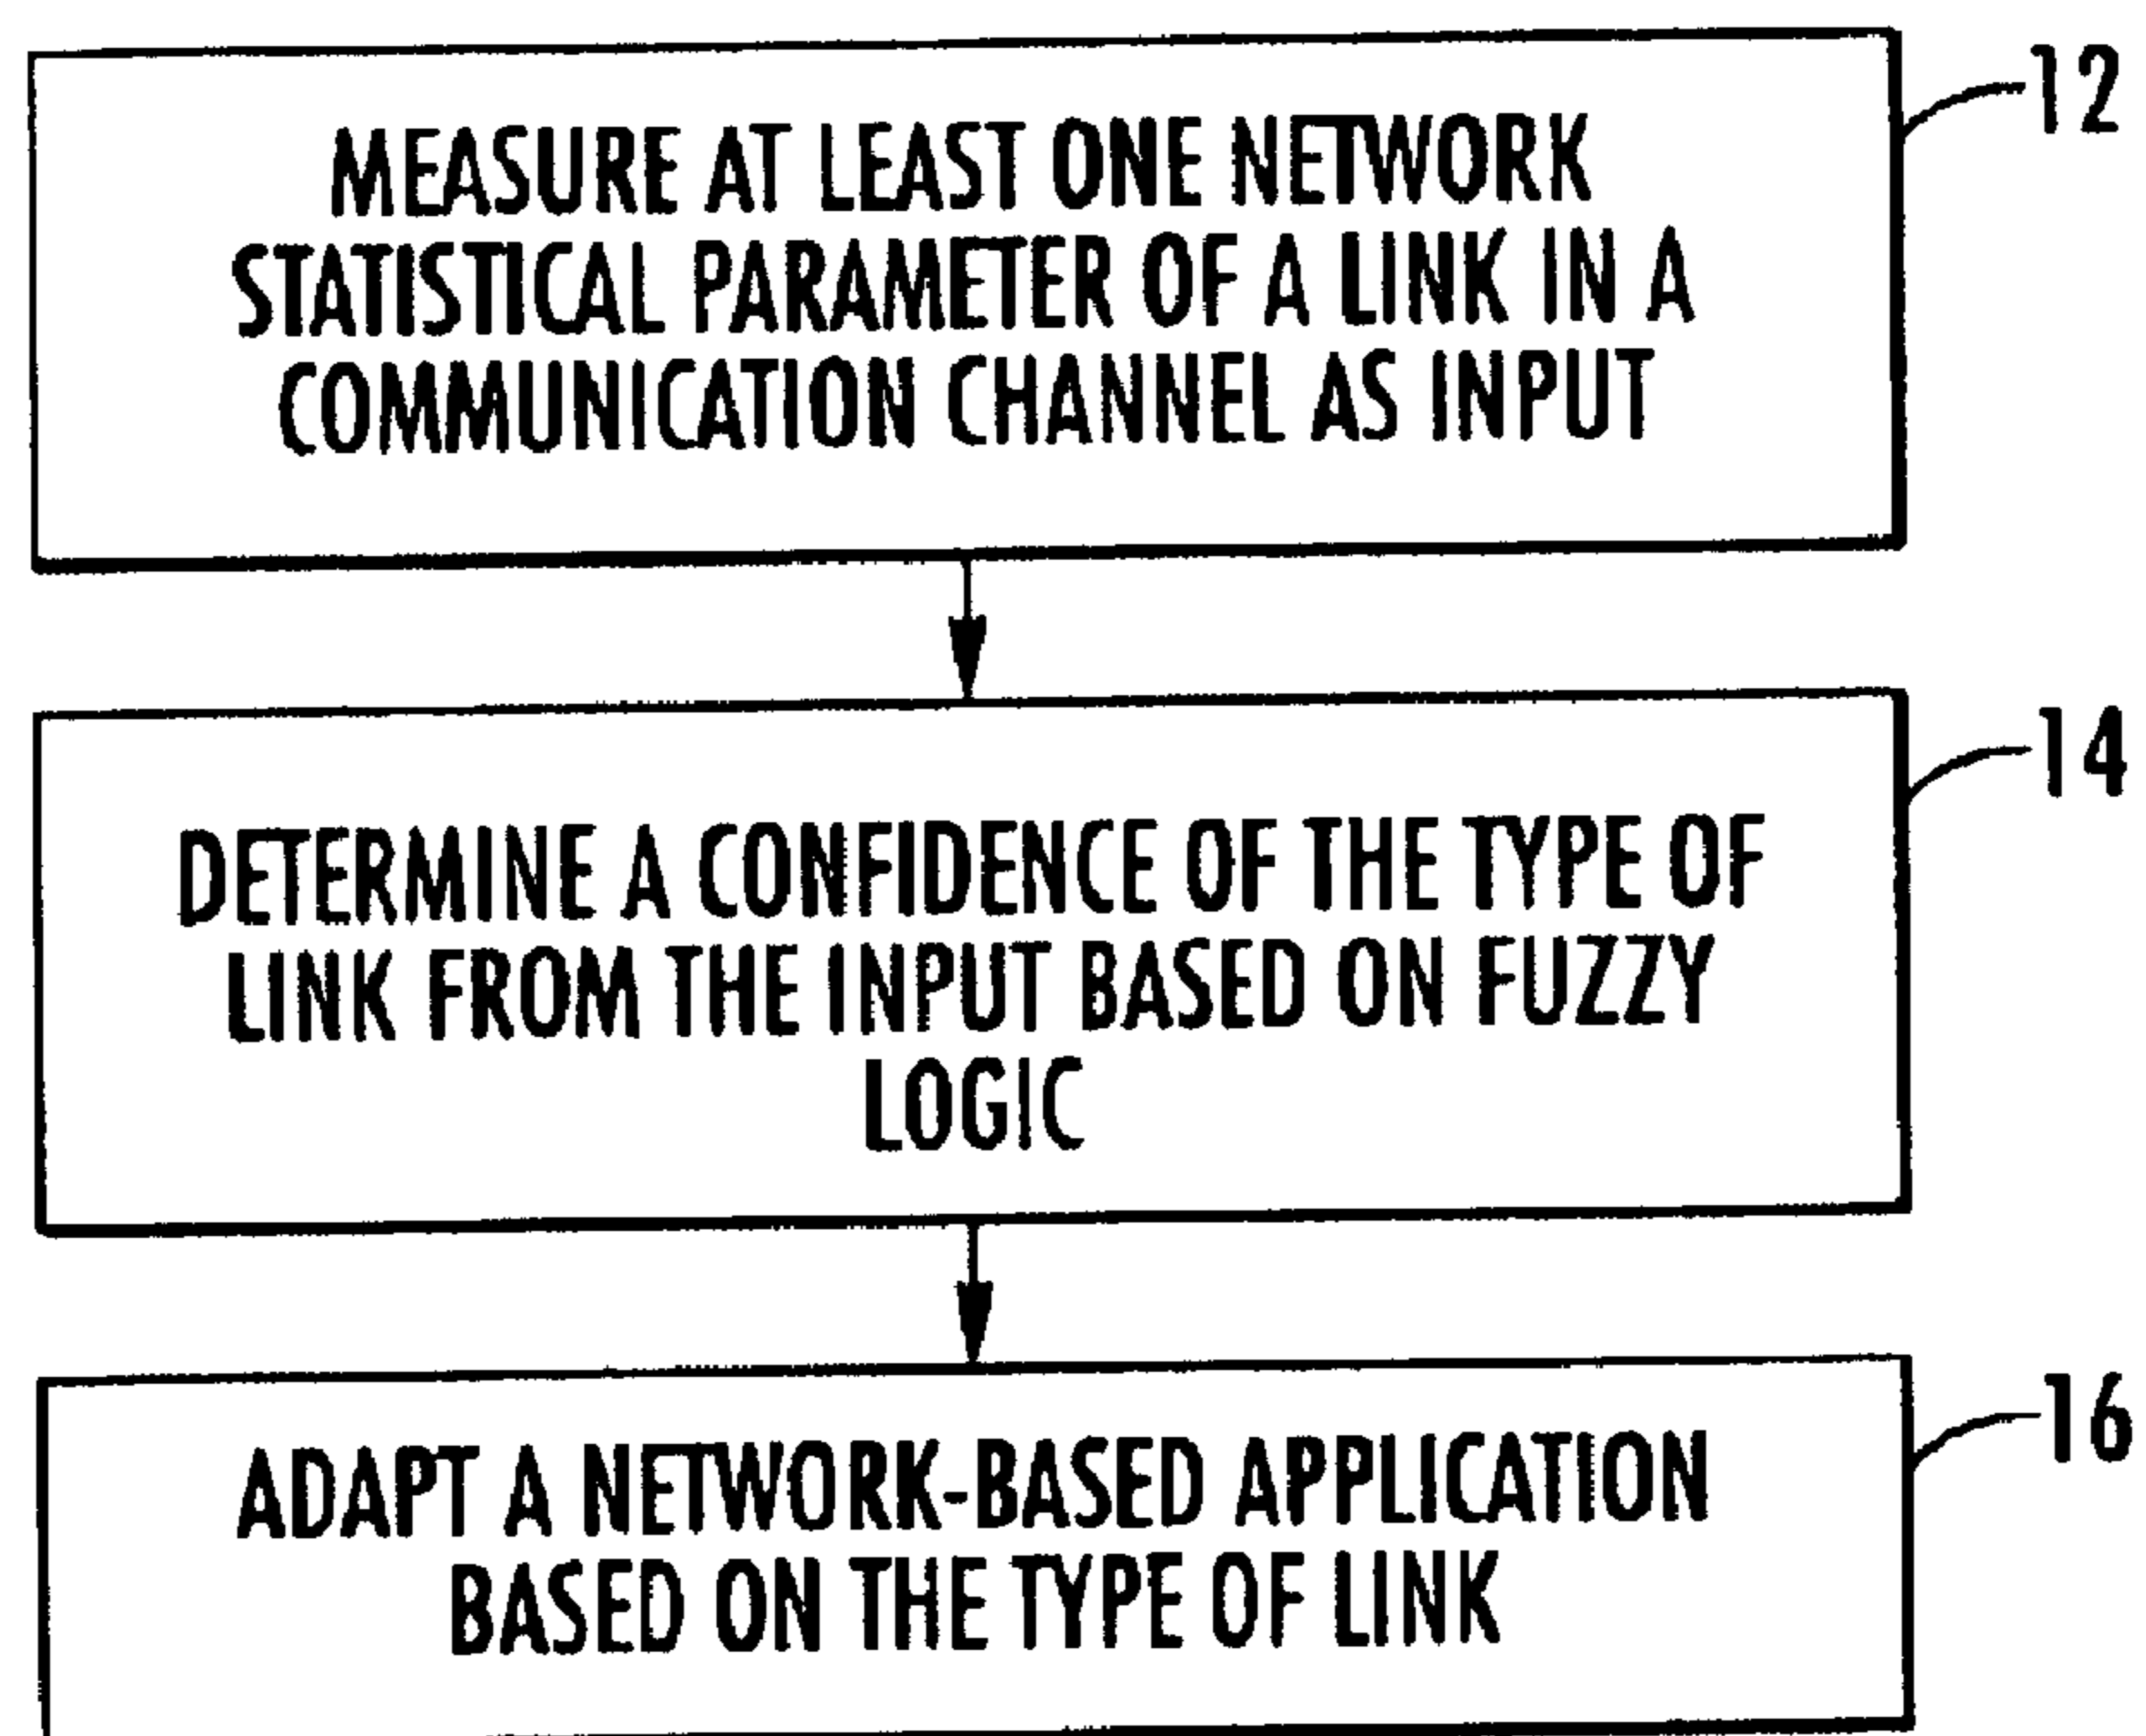 MEASURE AT LEAST ONE NETWORK
STATISTICAL PARAMETER OF A LINK IN A
COMMUNICATION CHANNEL AS INPUT
12
DETERMINE A CONFIDENCE OF THE TYPE OF
LINK FROM THE INPUT BASED ON FUZZY
LOGIC
14
ADAPT A NETWORK-BASED APPLICATION
BASED ON THE TYPE OF LINK
16